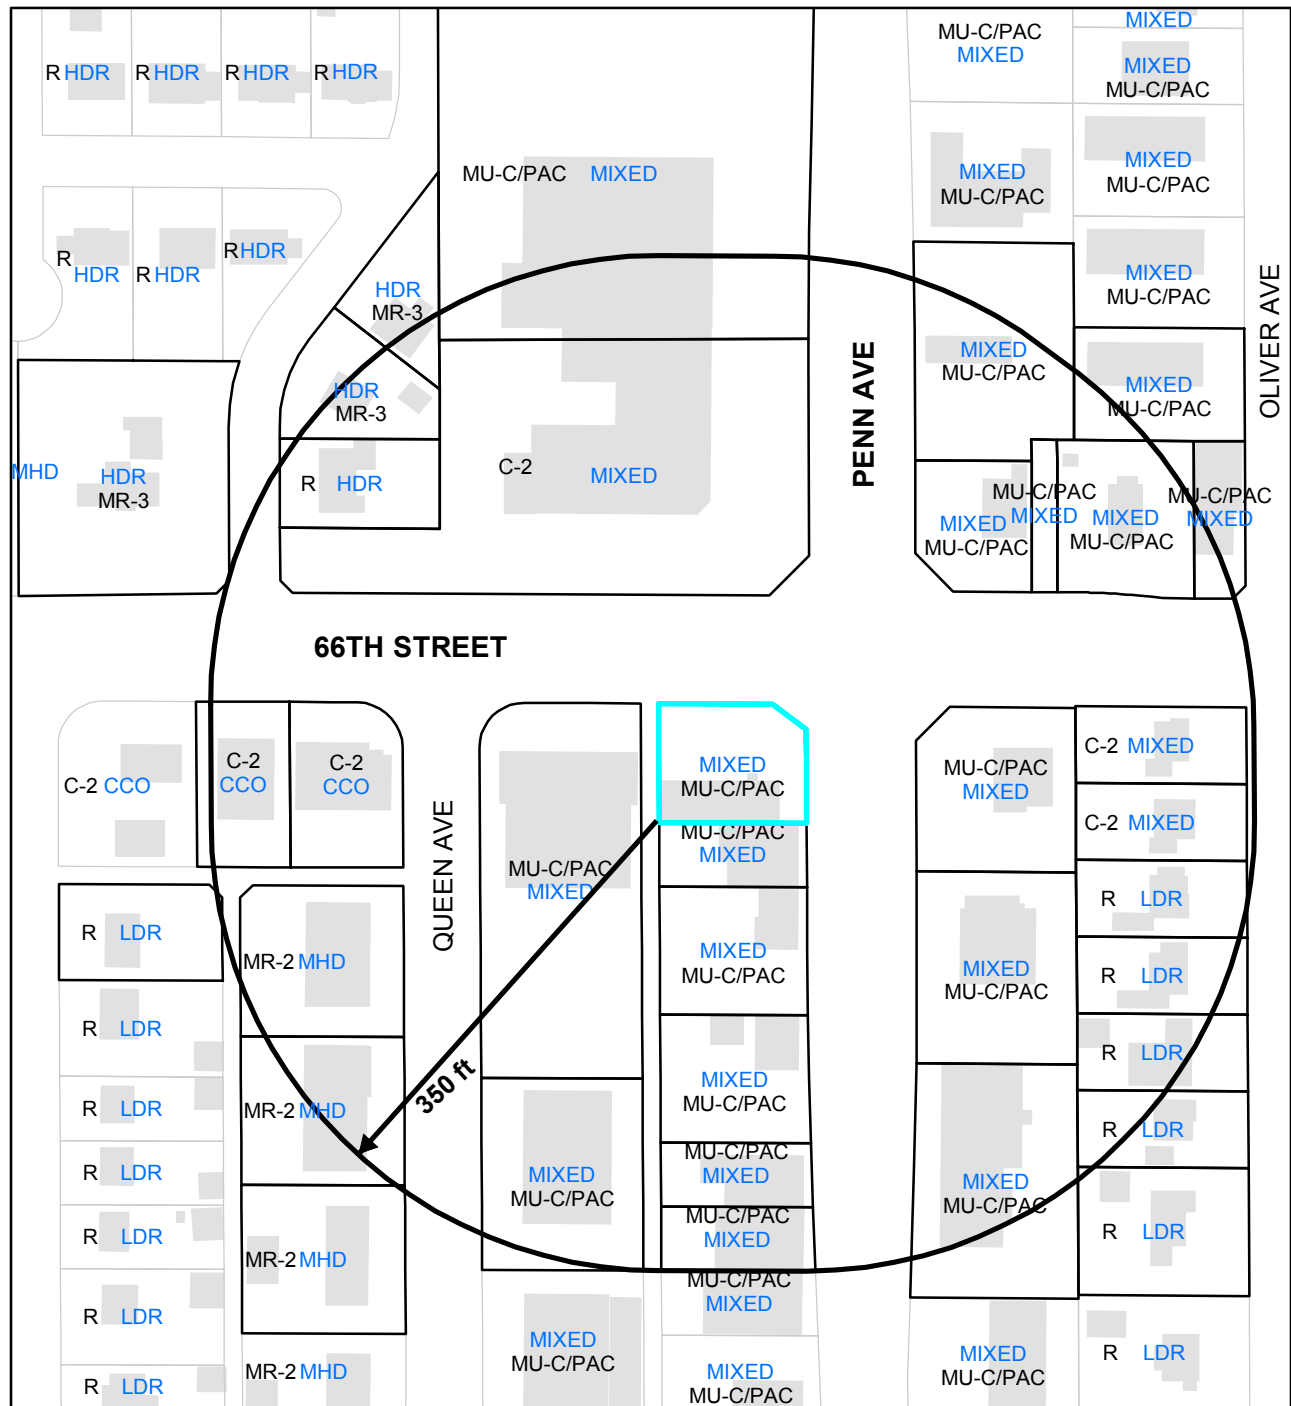 MU-C/PAC
MIXED
MIXED
MIXED
MU-C/PAC
R HDR
R HDR
R HDR
R HDR
MU-C/PAC MIXED
MIXED
MU-C/PAC
MIXED
MU-C/PAC
R
HDR
R HDR
R HDR
HDR
MR-3
MIXED
MU-C/PAC
OLIVER AVE
HDR
MR-3
PENN AVE
MIXED
MU-C/PAC
MIXED
MU-C/PAC
MHD
HDR
MR-3
R HDR
C-2
MIXED
MU-C/PAC
MIXED
MIXED
MU-C/PAC
MIXED
MU-C/PAC
MU-C/PAC
MIXED
66TH STREET
C-2 CCO
C-2
CCO
C-2
CCO
QUEEN AVE
MIXED
MU-C/PAC
MU-C/PAC
MIXED
MU-C/PAC
MIXED
C-2 MIXED
C-2 MIXED
MU-C/PAC
MIXED
R LDR
R LDR
MR-2 MHD
MIXED
MU-C/PAC
MIXED
MU-C/PAC
R LDR
R LDR
R LDR
350 ft
MIXED
MU-C/PAC
R LDR
MR-2 MHD
R LDR
R LDR
MU-C/PAC
MIXED
MIXED
MU-C/PAC
MIXED
MU-C/PAC
R LDR
MU-C/PAC
MIXED
R LDR
MR-2 MHD
MU-C/PAC
MIXED
R LDR
MIXED
MU-C/PAC
MIXED
MU-C/PAC
R LDR
R LDR
MR-2 MHD
MIXED
MU-C/PAC